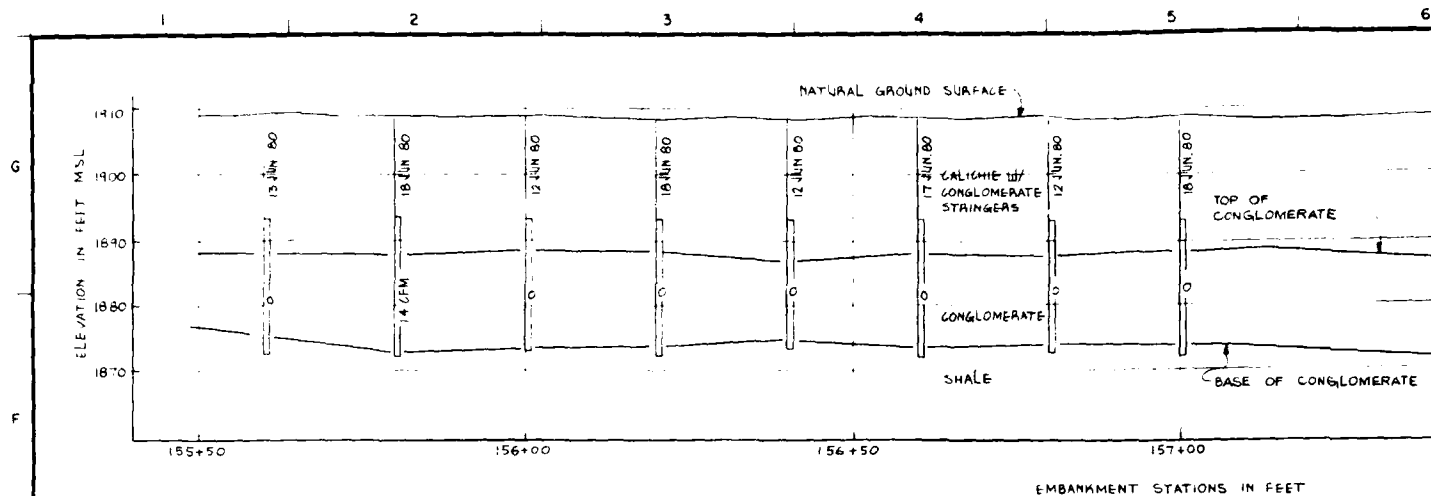 1 2 3 4 5 6
G
F
NATURAL GROUND SURFACE
ELEVATION IN FEET MSL
1910
1900
1890
1880
1870
13 JUN 80
18 JUN 80
12 JUN 80
18 JUN 80
12 JUN 80
17 JUN 80
12 JUN 80
18 JUN 80
CALICHE W/
CONGLOMERATE
STRINGERS
TOP OF
CONGLOMERATE
0
14 CFM
0
0
0
0
0
0
CONGLOMERATE
SHALE
BASE OF CONGLOMERATE
155+50 156+00 156+50 157+00
EMBANKMENT STATIONS IN FEET